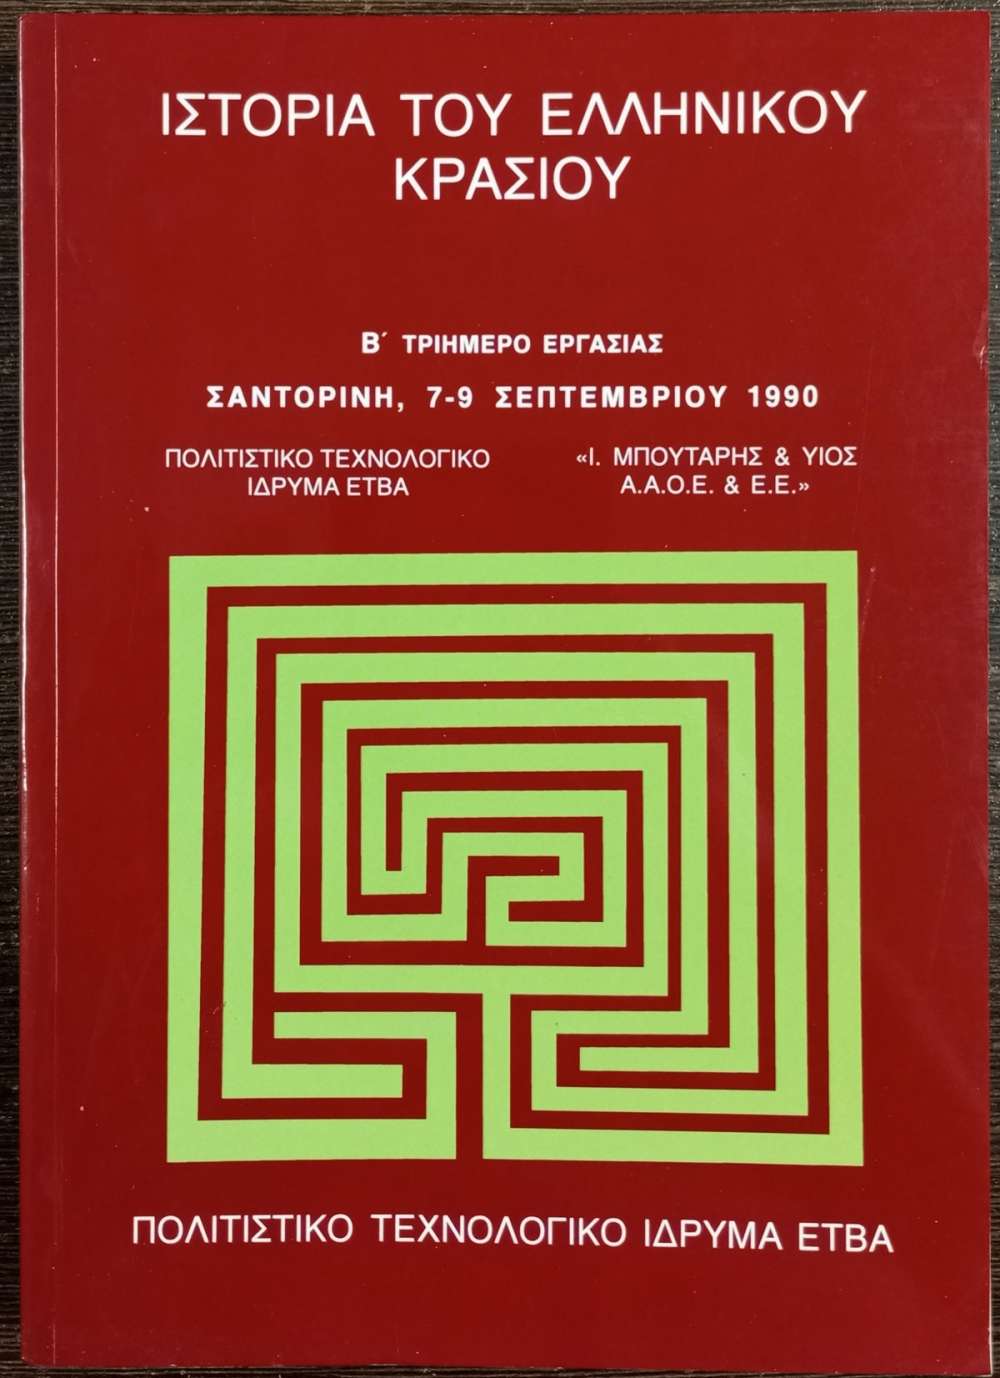 ΙΣΤΟΡΙΑ ΤΟΥ ΕΛΛΗΝΙΚΟΥ
ΚΡΑΣΙΟΥ
Β΄ ΤΡΙΗΜΕΡΟ ΕΡΓΑΣΙΑΣ
ΣΑΝΤΟΡΙΝΗ, 7-9 ΣΕΠΤΕΜΒΡΙΟΥ 1990
ΠΟΛΙΤΙΣΤΙΚΟ ΤΕΧΝΟΛΟΓΙΚΟ
ΙΔΡΥΜΑ ΕΤΒΑ
«Ι. ΜΠΟΥΤΑΡΗΣ & ΥΙΟΣ
Α.Α.Ο.Ε. & Ε.Ε.»
ΠΟΛΙΤΙΣΤΙΚΟ ΤΕΧΝΟΛΟΓΙΚΟ ΙΔΡΥΜΑ ΕΤΒΑ